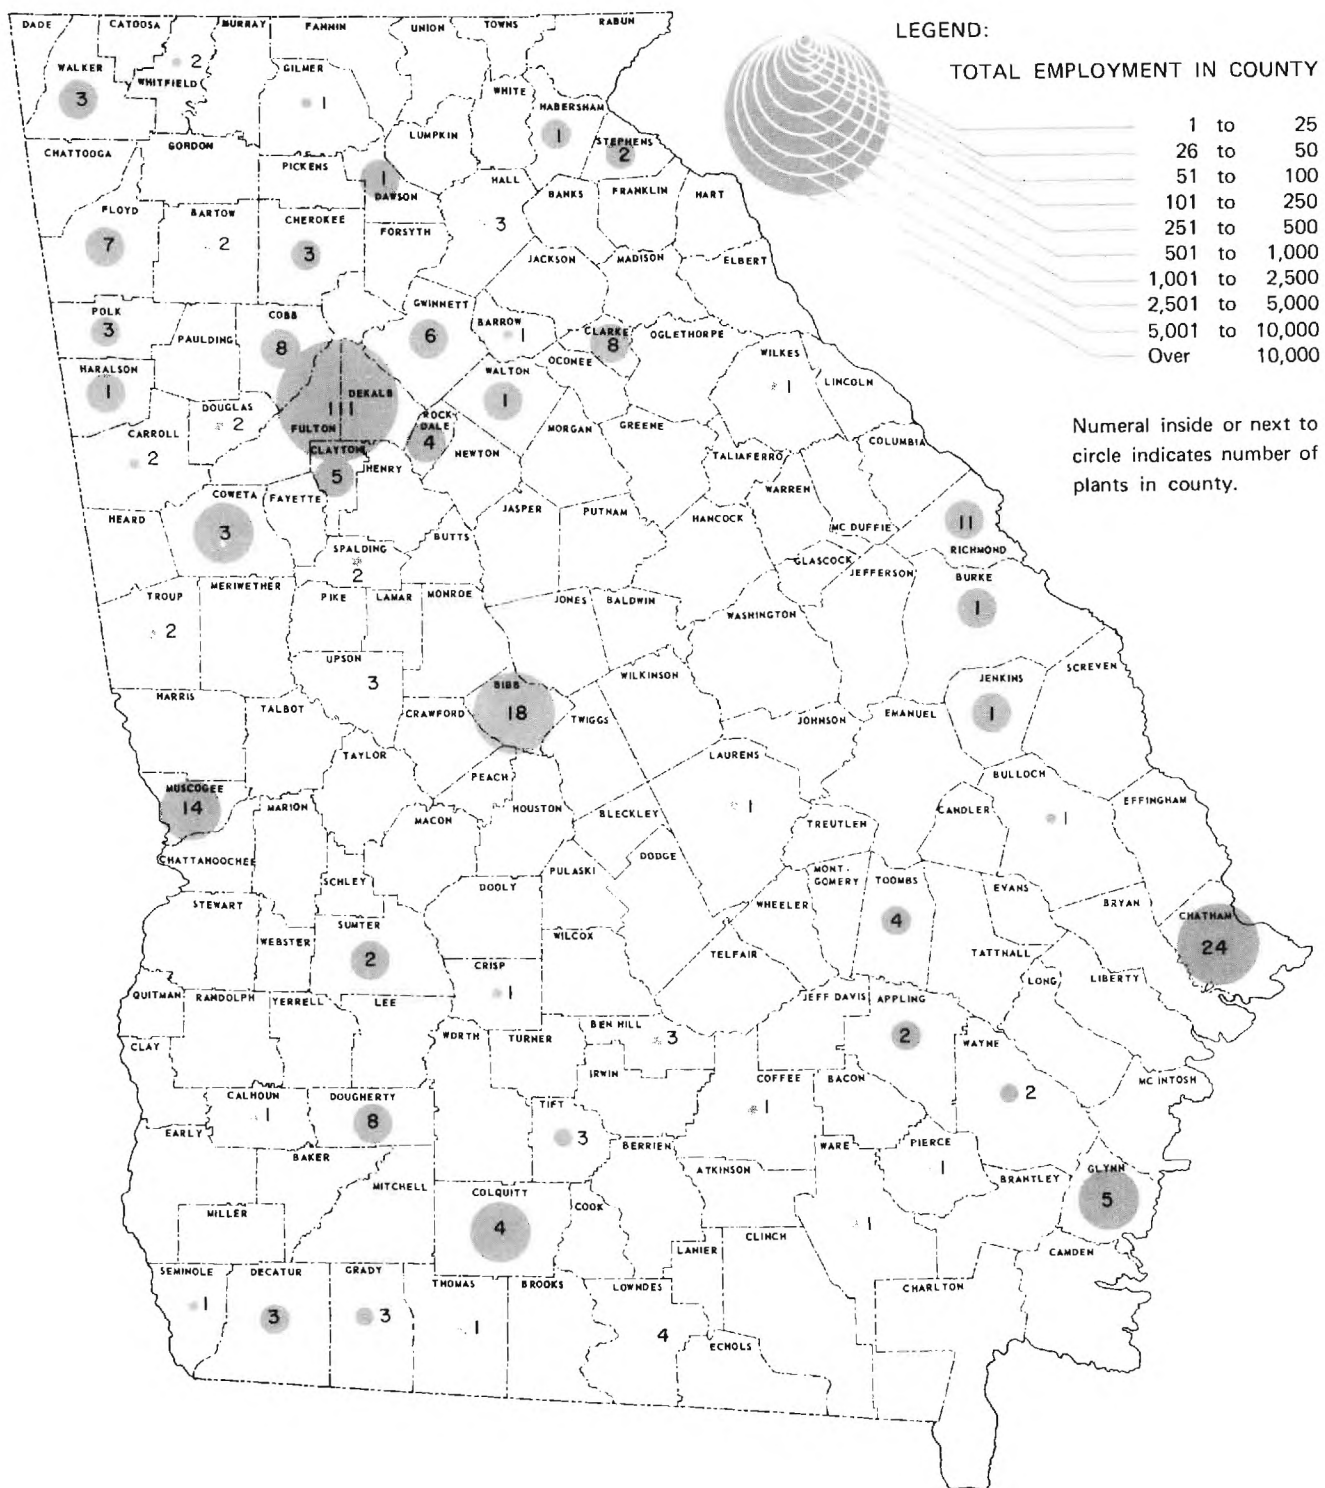 LEGEND:
TOTAL EMPLOYMENT IN COUNTY
1 to 25
26 to 50
51 to 100
101 to 250
251 to 500
501 to 1,000
1,001 to 2,500
2,501 to 5,000
5,001 to 10,000
Over 10,000
Numeral inside or next to
circle indicates number of
plants in county.
DADE
CATOOSA
MURRAY
FANNIN
UNION
TOWNS
RABUN
WALKER
3
WHITFIELD
2
GILMER
1
WHITE
HABERSHAM
1
LUMPKIN
STEPHENS
2
CHATTOOGA
GORDON
PICKENS
1
DAWSON
HALL
3
BANKS
FRANKLIN
HART
FLOYD
7
BARTOW
2
CHEROKEE
3
FORSYTH
JACKSON
MADISON
ELBERT
POLK
3
PAULDING
COBB
8
GWINNETT
6
BARROW
1
CLARKE
8
OGLETHORPE
OCONEE
WILKES
1
LINCOLN
HARALSON
1
DOUGLAS
2
DEKALB
111
FULTON
WALTON
1
ROCK
DALE
4
CARROLL
2
CLAYTON
5
HENRY
NEWTON
MORGAN
GREENE
TALIAFERRO
COLUMBIA
WARREN
MC DUFFIE
COWETA
3
FAYETTE
HEARD
SPALDING
2
BUTTS
JASPER
PUTNAM
HANCOCK
GLASCOCK
11
RICHMOND
JEFFERSON
BURKE
1
TROUP
2
MERIWETHER
PIKE
LAMAR
MONROE
JONES
BALDWIN
WASHINGTON
UPSON
3
BIBB
18
WILKINSON
JENKINS
1
SCREVEN
HARRIS
TALBOT
CRAWFORD
TWIGGS
JOHNSON
EMANUEL
TAYLOR
PEACH
LAURENS
1
BULLOCH
1
MUSCOGEE
14
MARION
MACON
HOUSTON
BLECKLEY
TREUTLEN
CANDLER
EFFINGHAM
CHATTAHOOCHEE
SCHLEY
DOOLY
PULASKI
DODGE
MONT-
GOMERY
TOOMBS
4
EVANS
STEWART
WEBSTER
SUMTER
2
WILCOX
WHEELER
BRYAN
CHATHAM
24
CRISP
1
TELFAIR
TATTNALL
LONG
LIBERTY
QUITMAN
RANDOLPH
YERRELL
LEE
JEFF DAVIS
APPLING
2
CLAY
WORTH
TURNER
BEN HILL
3
WAYNE
2
IRWIN
COFFEE
1
BACON
MC INTOSH
CALHOUN
1
DOUGHERTY
8
TIFT
3
EARLY
BAKER
BERRIEN
ATKINSON
WARE
1
PIERCE
1
BRANTLEY
GLYNN
5
MITCHELL
COLQUITT
4
COOK
MILLER
LANIER
CLINCH
CAMDEN
SEMINOLE
1
DECATUR
3
GRADY
3
THOMAS
1
BROOKS
LOWNDES
4
CHARLTON
ECHOLS